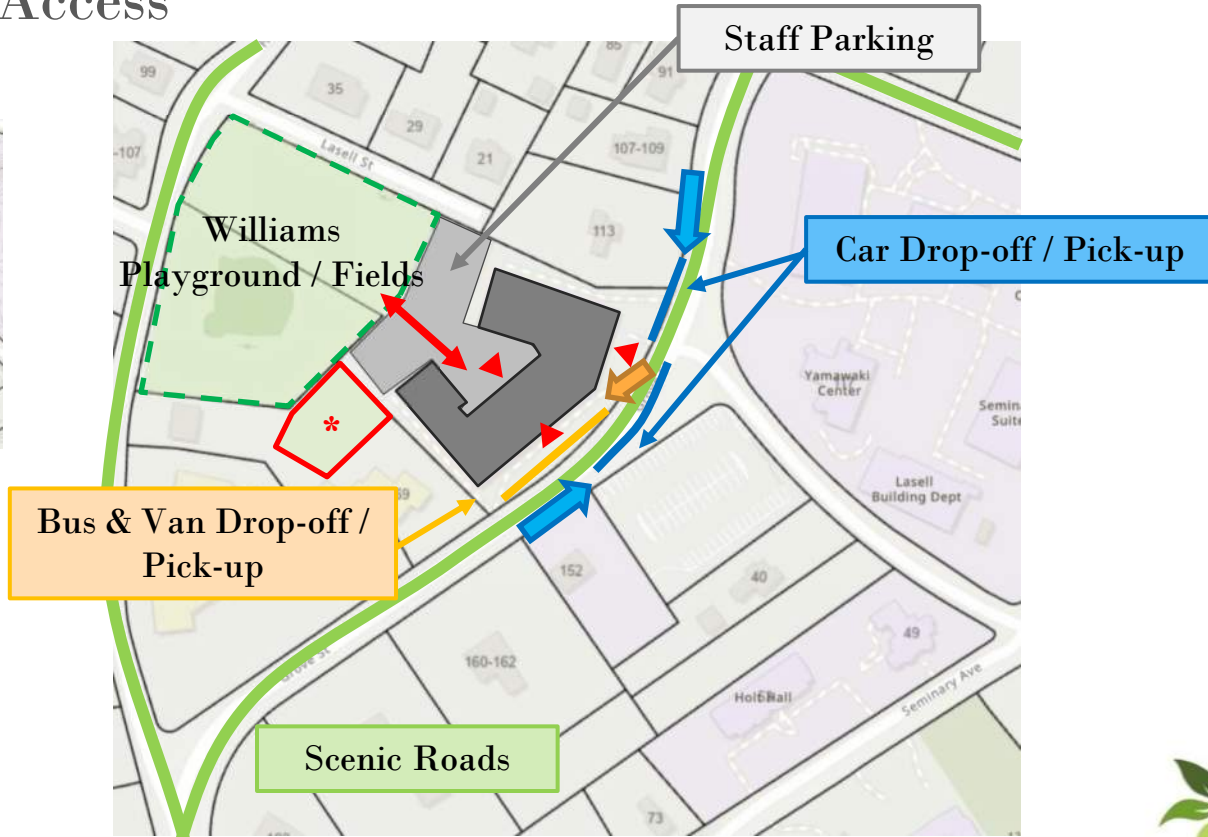 Access
Staff Parking
99
85
91
35
29
21
107-109
-107
Lasell St
Williams
Playground / Fields
113
Car Drop-off / Pick-up
Yamawaki
Center
*
Lasell
Building Dept
Bus & Van Drop-off /
Pick-up
152
40
49
160-162
Grove St
Seminary Ave
Scenic Roads
73